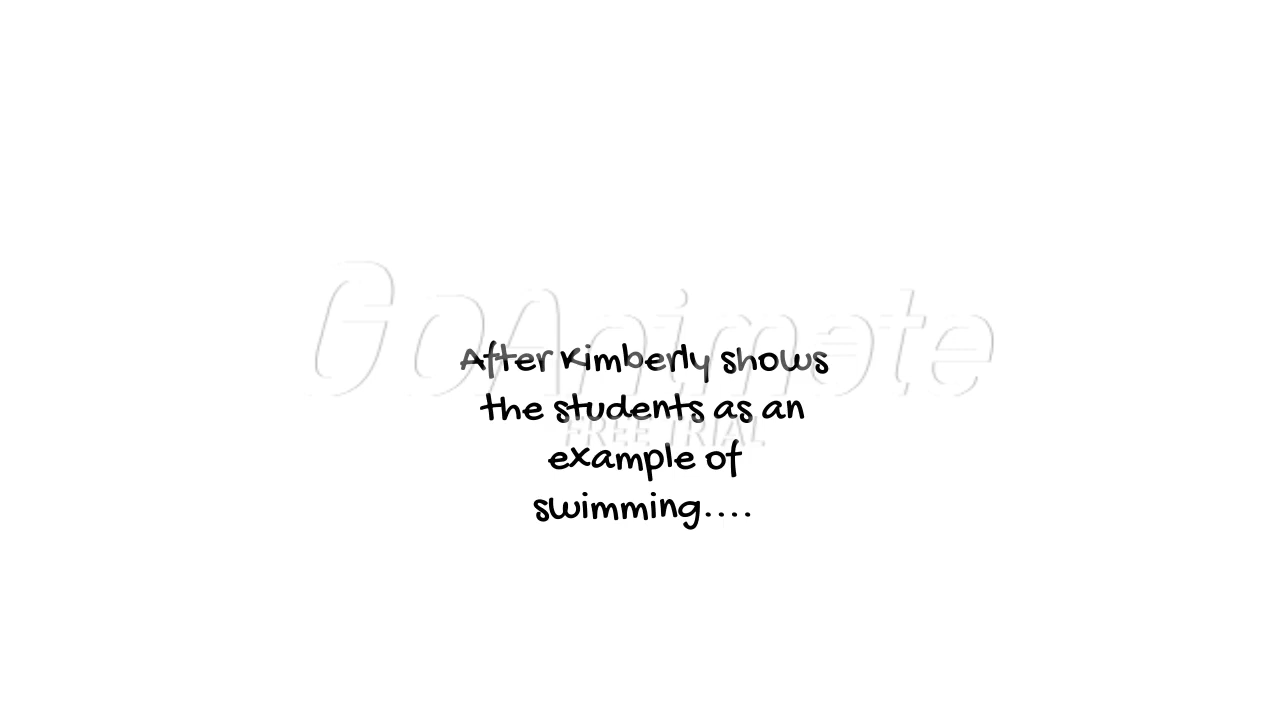 GoAnimate
FREE TRIAL
After Kimberly shows
the students as an
example of
swimming....